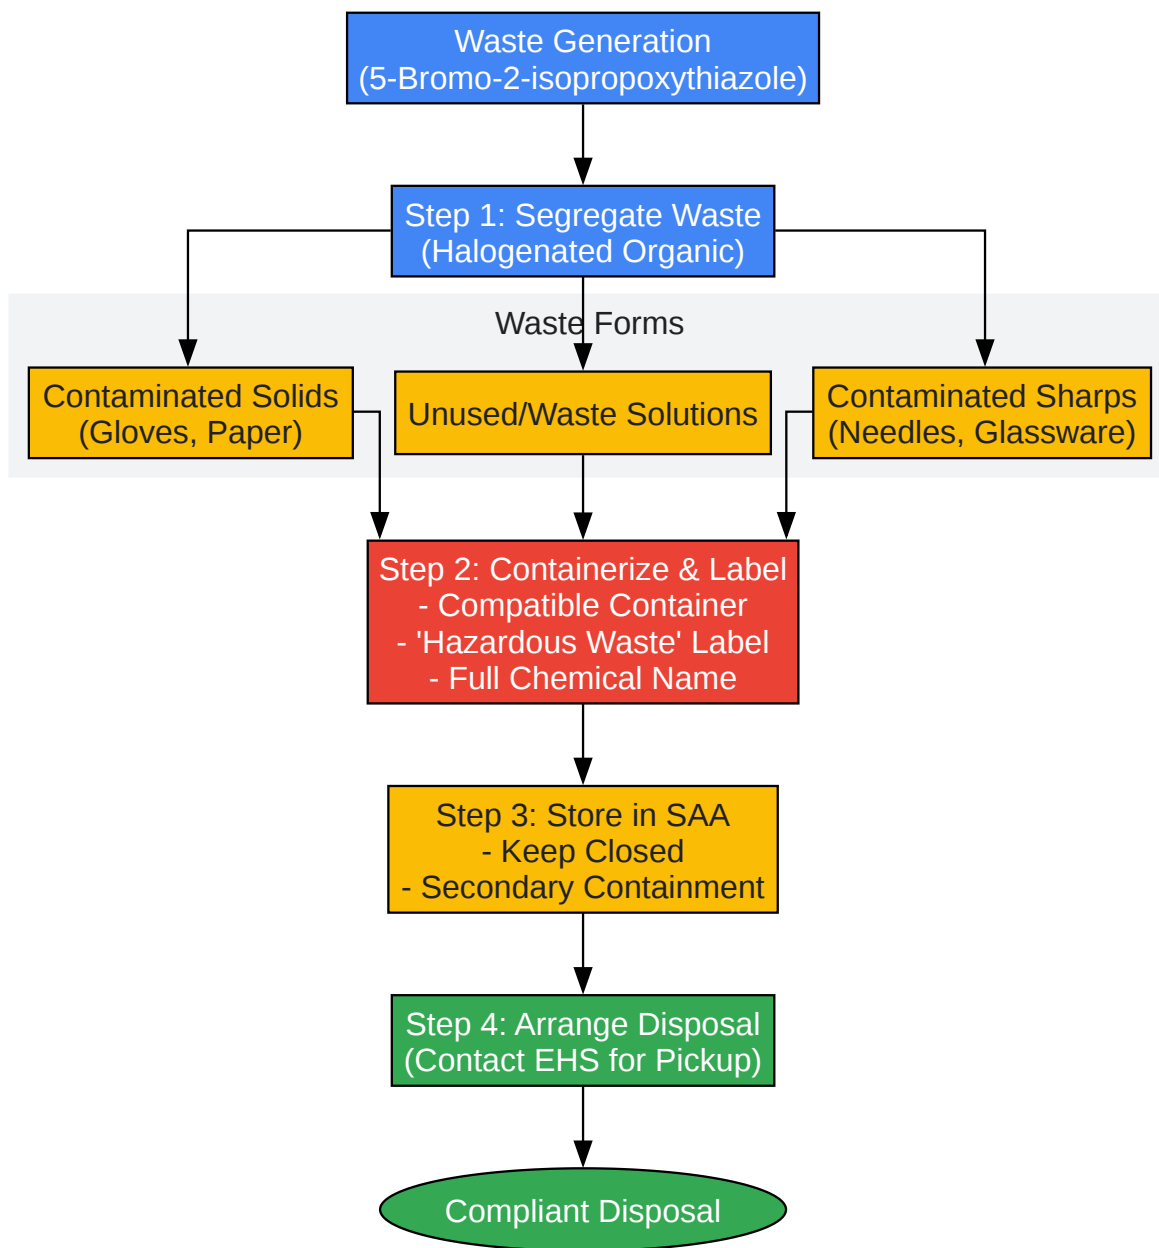 Waste Generation
(5-Bromo-2-isopropoxythiazole)
Step 1: Segregate Waste
(Halogenated Organic)
Waste Forms
Contaminated Solids
(Gloves, Paper)
Unused/Waste Solutions
Contaminated Sharps
(Needles, Glassware)
Step 2: Containerize & Label
- Compatible Container
- 'Hazardous Waste' Label
- Full Chemical Name
Step 3: Store in SAA
- Keep Closed
- Secondary Containment
Step 4: Arrange Disposal
(Contact EHS for Pickup)
Compliant Disposal